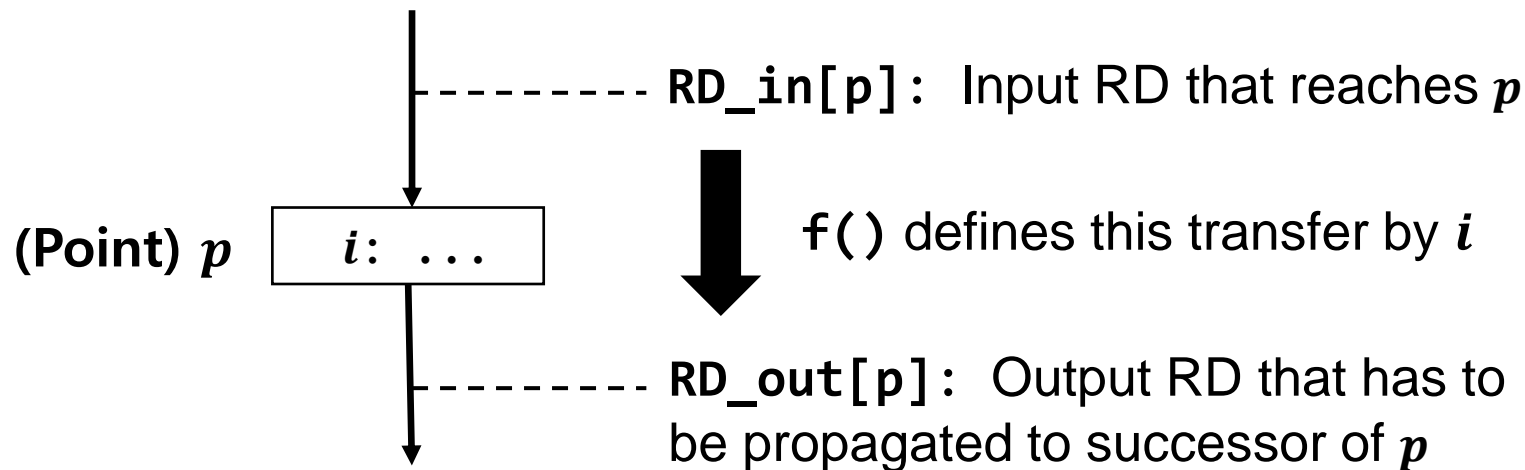 RD_in[p]: Input RD that reaches p
(Point) p
i: ...
f() defines this transfer by i
RD_out[p]: Output RD that has to
be propagated to successor of p